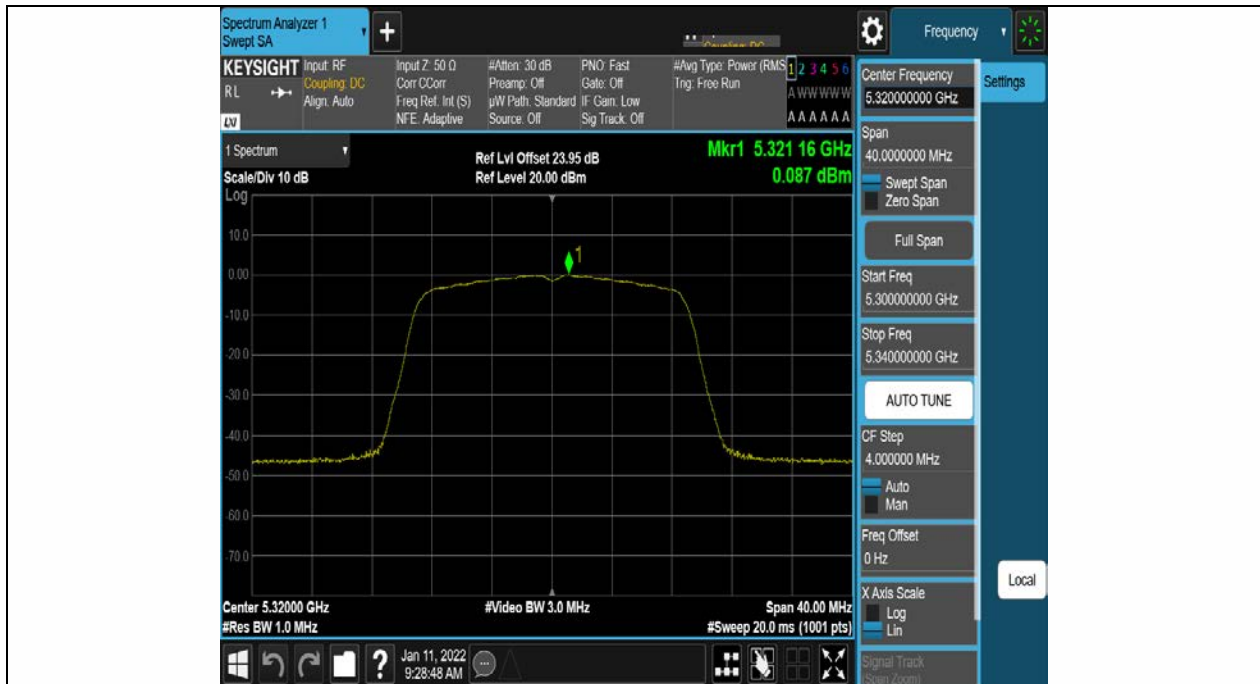 Spectrum Analyzer 1
Swept SA
+
Coupling: DC
Frequency
KEYSIGHT
RL
LXI
Input: RF
Coupling: DC
Align: Auto
Input Z: 50 Ω
Corr CCorr
Freq Ref: Int (S)
NFE: Adaptive
#Atten: 30 dB
Preamp: Off
µW Path: Standard
Source: Off
PNO: Fast
Gate: Off
IF Gain: Low
Sig Track: Off
#Avg Type: Power (RMS
Trig: Free Run
1 2 3 4 5 6
A W W W W W
A A A A A A
1 Spectrum
Scale/Div 10 dB
Log
Ref Lvl Offset 23.95 dB
Ref Level 20.00 dBm
Mkr1 5.321 16 GHz
0.087 dBm
10.0
0.00
-10.0
-20.0
-30.0
-40.0
-50.0
-60.0
-70.0
1
Center 5.32000 GHz
#Res BW 1.0 MHz
#Video BW 3.0 MHz
Span 40.00 MHz
#Sweep 20.0 ms (1001 pts)
Center Frequency
5.320000000 GHz
Span
40.0000000 MHz
Swept Span
Zero Span
Full Span
Start Freq
5.300000000 GHz
Stop Freq
5.340000000 GHz
AUTO TUNE
CF Step
4.000000 MHz
Auto
Man
Freq Offset
0 Hz
X Axis Scale
Log
Lin
Signal Track
(Span Zoom)
Settings
Local
?
Jan 11, 2022
9:28:48 AM